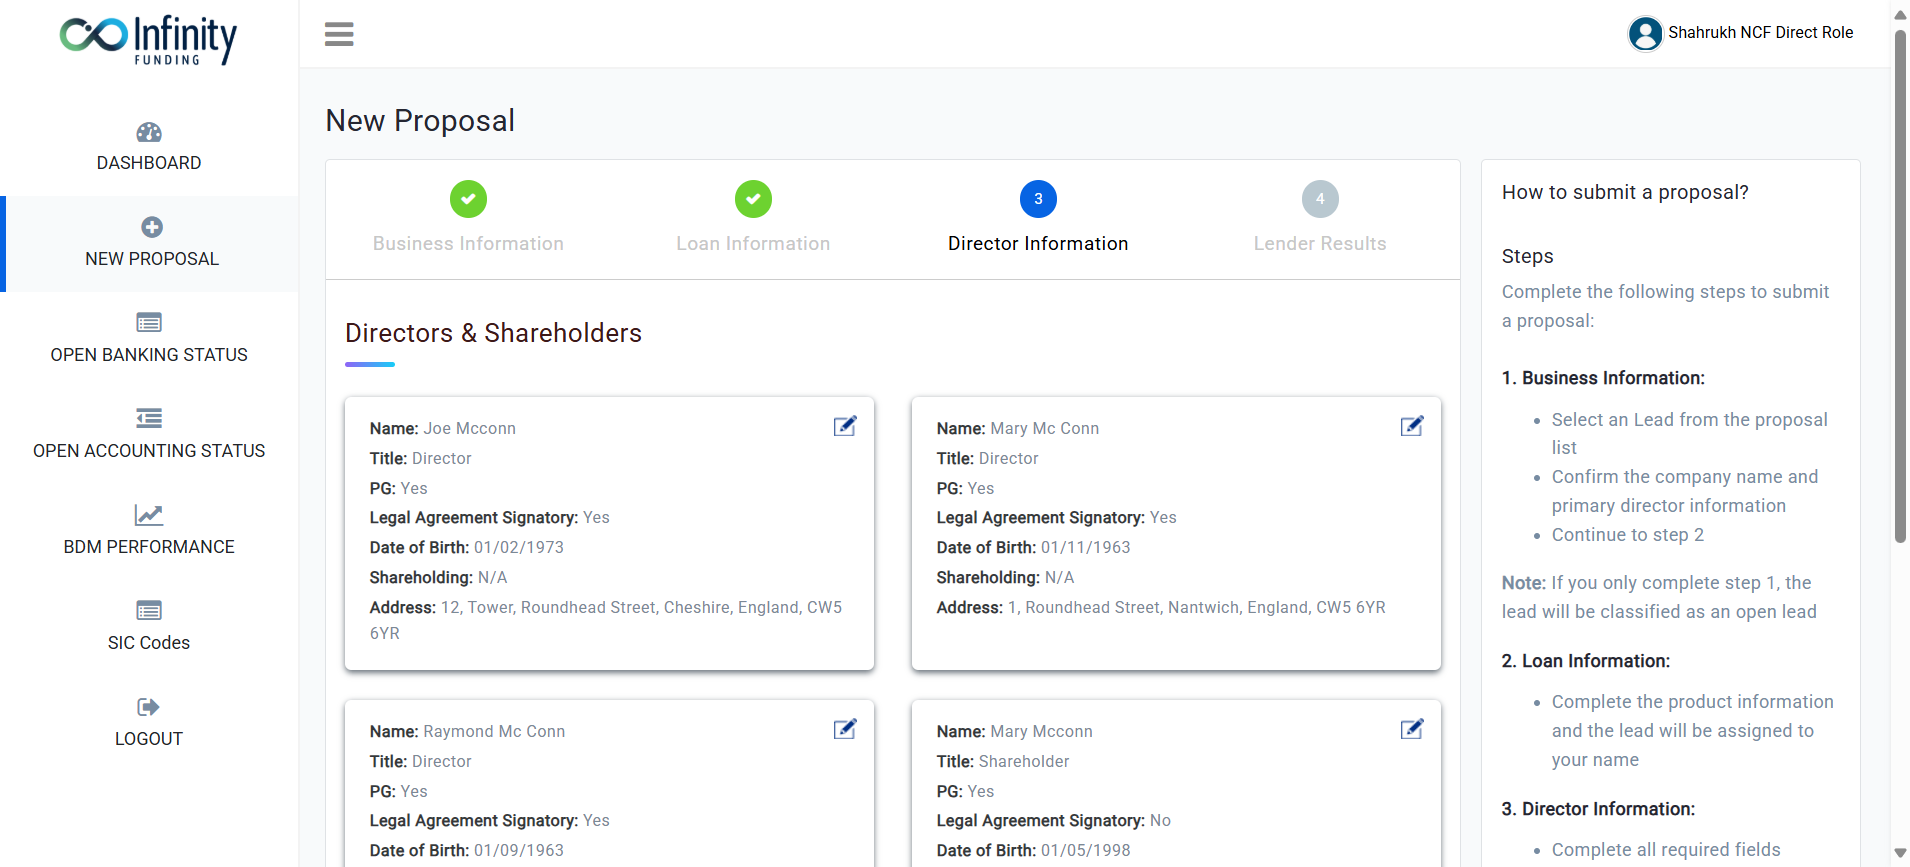 Infinity
FUNDING
DASHBOARD
NEW PROPOSAL
OPEN BANKING STATUS
OPEN ACCOUNTING STATUS
BDM PERFORMANCE
SIC Codes
LOGOUT
Shahrukh NCF Direct Role
New Proposal
3
4
Business Information
Loan Information
Director Information
Lender Results
Directors & Shareholders
Name: Joe Mcconn
Title: Director
PG: Yes
Legal Agreement Signatory: Yes
Date of Birth: 01/02/1973
Shareholding: N/A
Address: 12, Tower, Roundhead Street, Cheshire, England, CW5
6YR
Name: Mary Mc Conn
Title: Director
PG: Yes
Legal Agreement Signatory: Yes
Date of Birth: 01/11/1963
Shareholding: N/A
Address: 1, Roundhead Street, Nantwich, England, CW5 6YR
Name: Raymond Mc Conn
Title: Director
PG: Yes
Legal Agreement Signatory: Yes
Date of Birth: 01/09/1963
Name: Mary Mcconn
Title: Shareholder
PG: Yes
Legal Agreement Signatory: No
Date of Birth: 01/05/1998
How to submit a proposal?
Steps
Complete the following steps to submit
a proposal:
1. Business Information:
• Select an Lead from the proposal
list
• Confirm the company name and
primary director information
• Continue to step 2
Note: If you only complete step 1, the
lead will be classified as an open lead
2. Loan Information:
• Complete the product information
and the lead will be assigned to
your name
3. Director Information:
• Complete all required fields